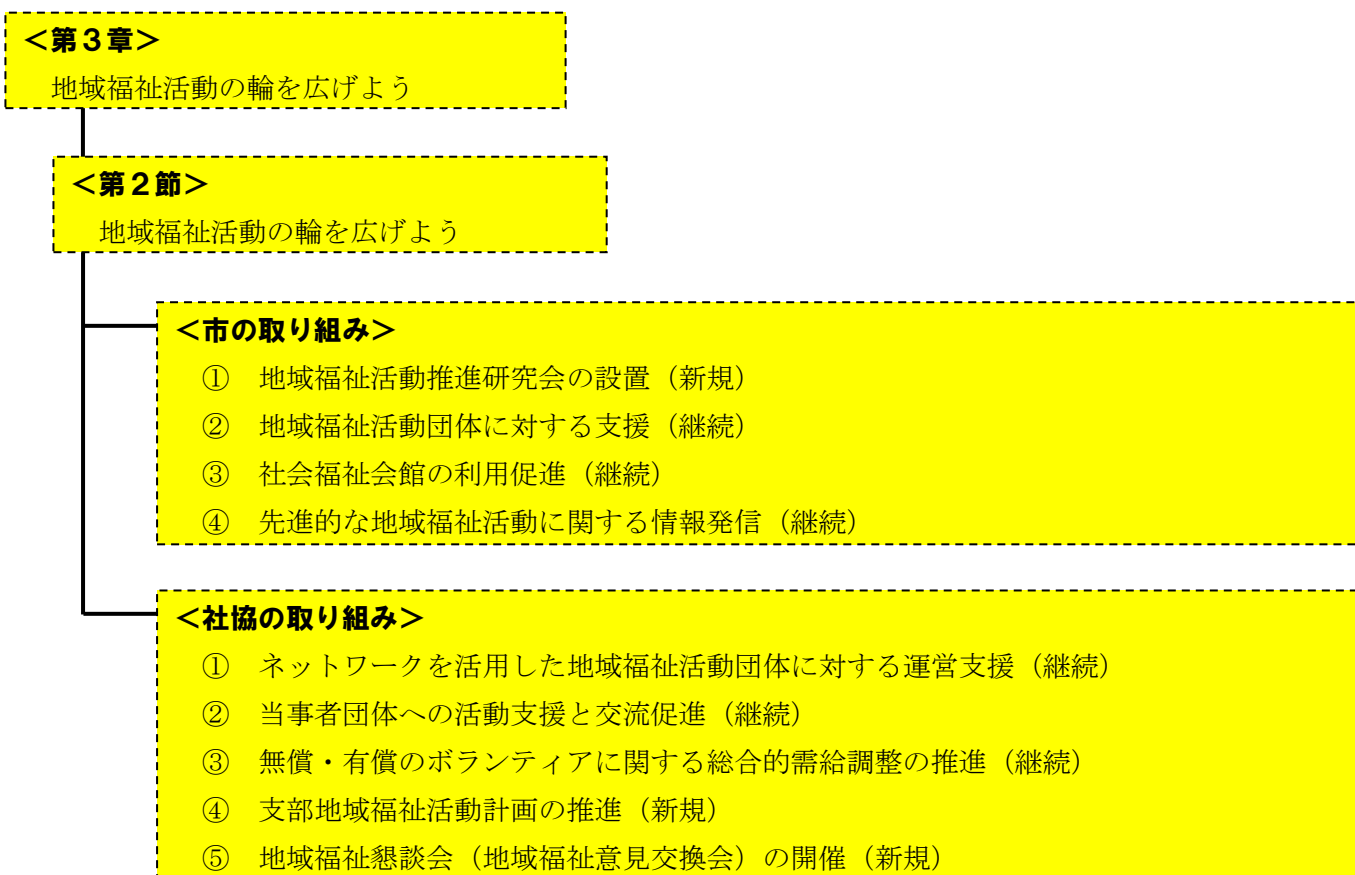 ＜第３章＞
地域福祉活動の輪を広げよう
＜第２節＞
地域福祉活動の輪を広げよう
＜市の取り組み＞
①　地域福祉活動推進研究会の設置（新規）
②　地域福祉活動団体に対する支援（継続）
③　社会福祉会館の利用促進（継続）
④　先進的な地域福祉活動に関する情報発信（継続）
＜社協の取り組み＞
①　ネットワークを活用した地域福祉活動団体に対する運営支援（継続）
②　当事者団体への活動支援と交流促進（継続）
③　無償・有償のボランティアに関する総合的需給調整の推進（継続）
④　支部地域福祉活動計画の推進（新規）
⑤　地域福祉懇談会（地域福祉意見交換会）の開催（新規）